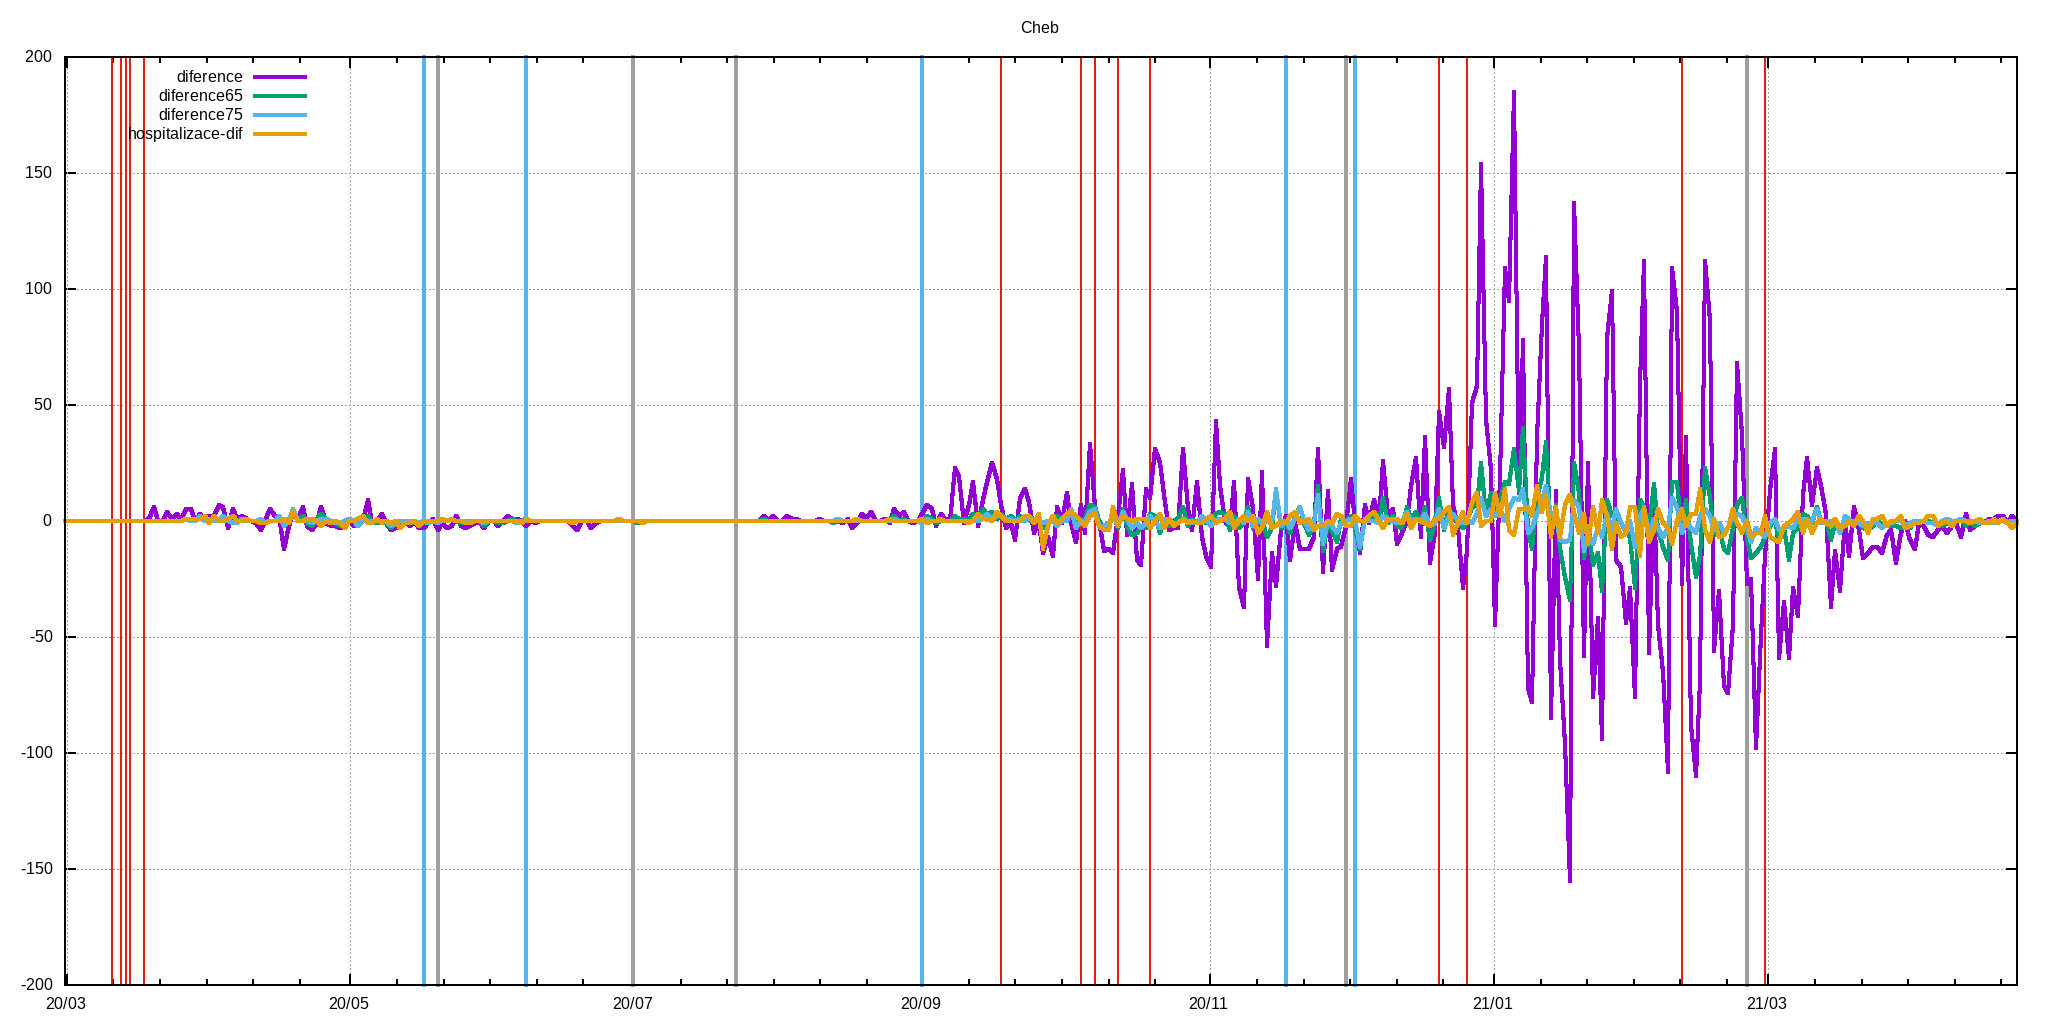 Cheb
200
150
100
50
0
-50
-100
-150
-200
diference
diference65
diference75
hospitalizace-dif
20/03 20/05 20/07 20/09 20/11 21/01 21/03